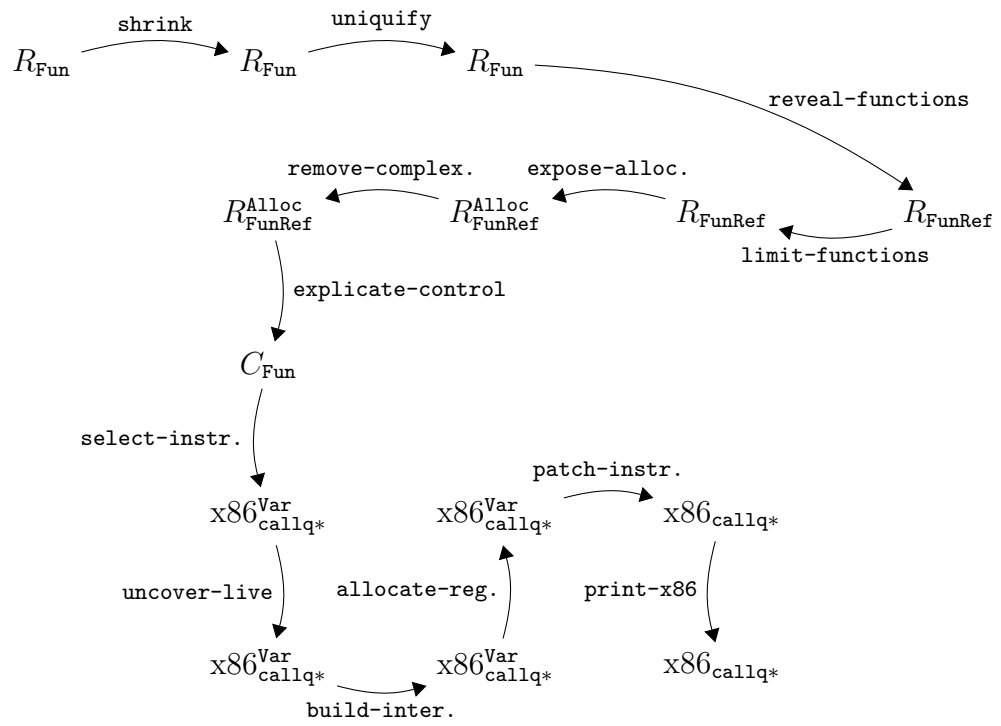 shrink
uniquify
R_Fun R_Fun R_Fun
reveal-functions
remove-complex. expose-alloc.
R^Alloc_FunRef R^Alloc_FunRef R_FunRef R_FunRef
limit-functions
explicate-control
C_Fun
select-instr.
patch-instr.
x86^Var_callq* x86^Var_callq* x86_callq*
uncover-live allocate-reg. print-x86
x86^Var_callq* x86^Var_callq* x86_callq*
build-inter.